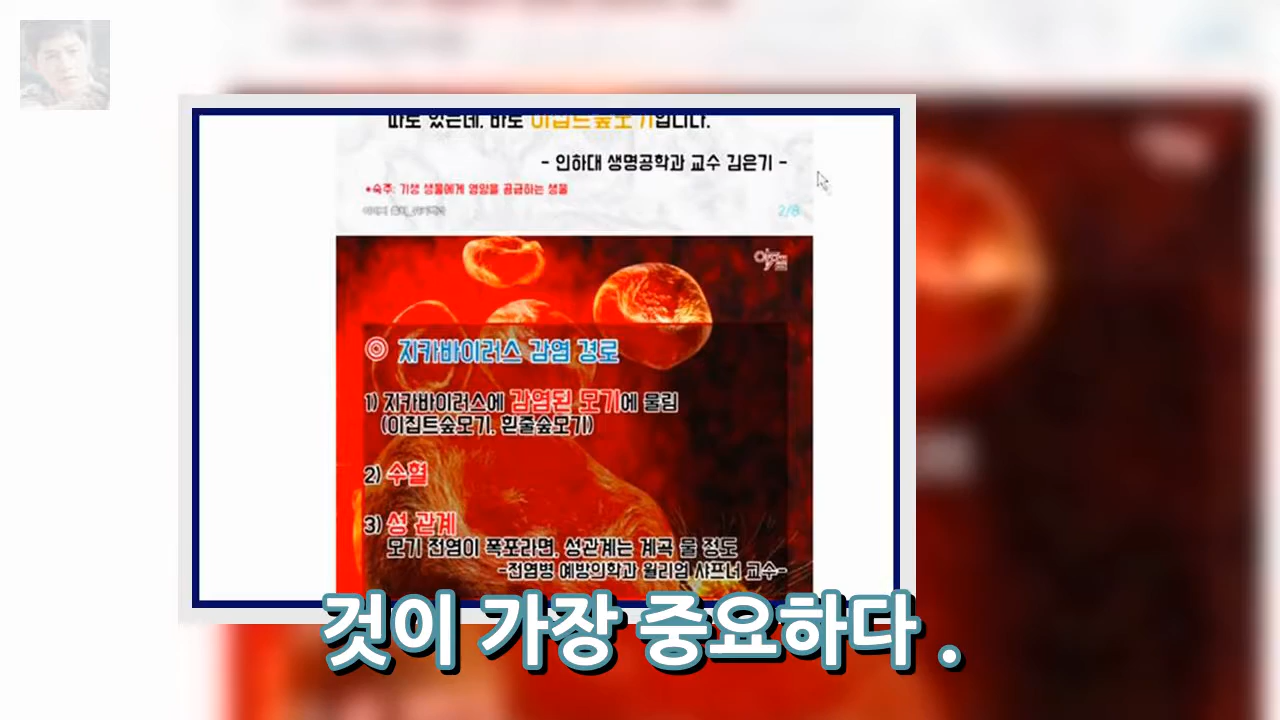 따로 있는데, 바로 이집트숲모기입니다.
- 인하대 생명공학과 교수 김은기 -
*숙주: 기생 생물에게 영양을 공급하는 생물
2/8
◎ 지카바이러스 감염 경로
1) 지카바이러스에 감염된 모기에 물림
(이집트숲모기, 흰줄숲모기)
2) 수혈
3) 성 관계
모기 전염이 폭포라면, 성관계는 계곡 물 정도
-전염병 예방의학과 윌리엄 샤프너 교수-
것이 가장 중요하다 .